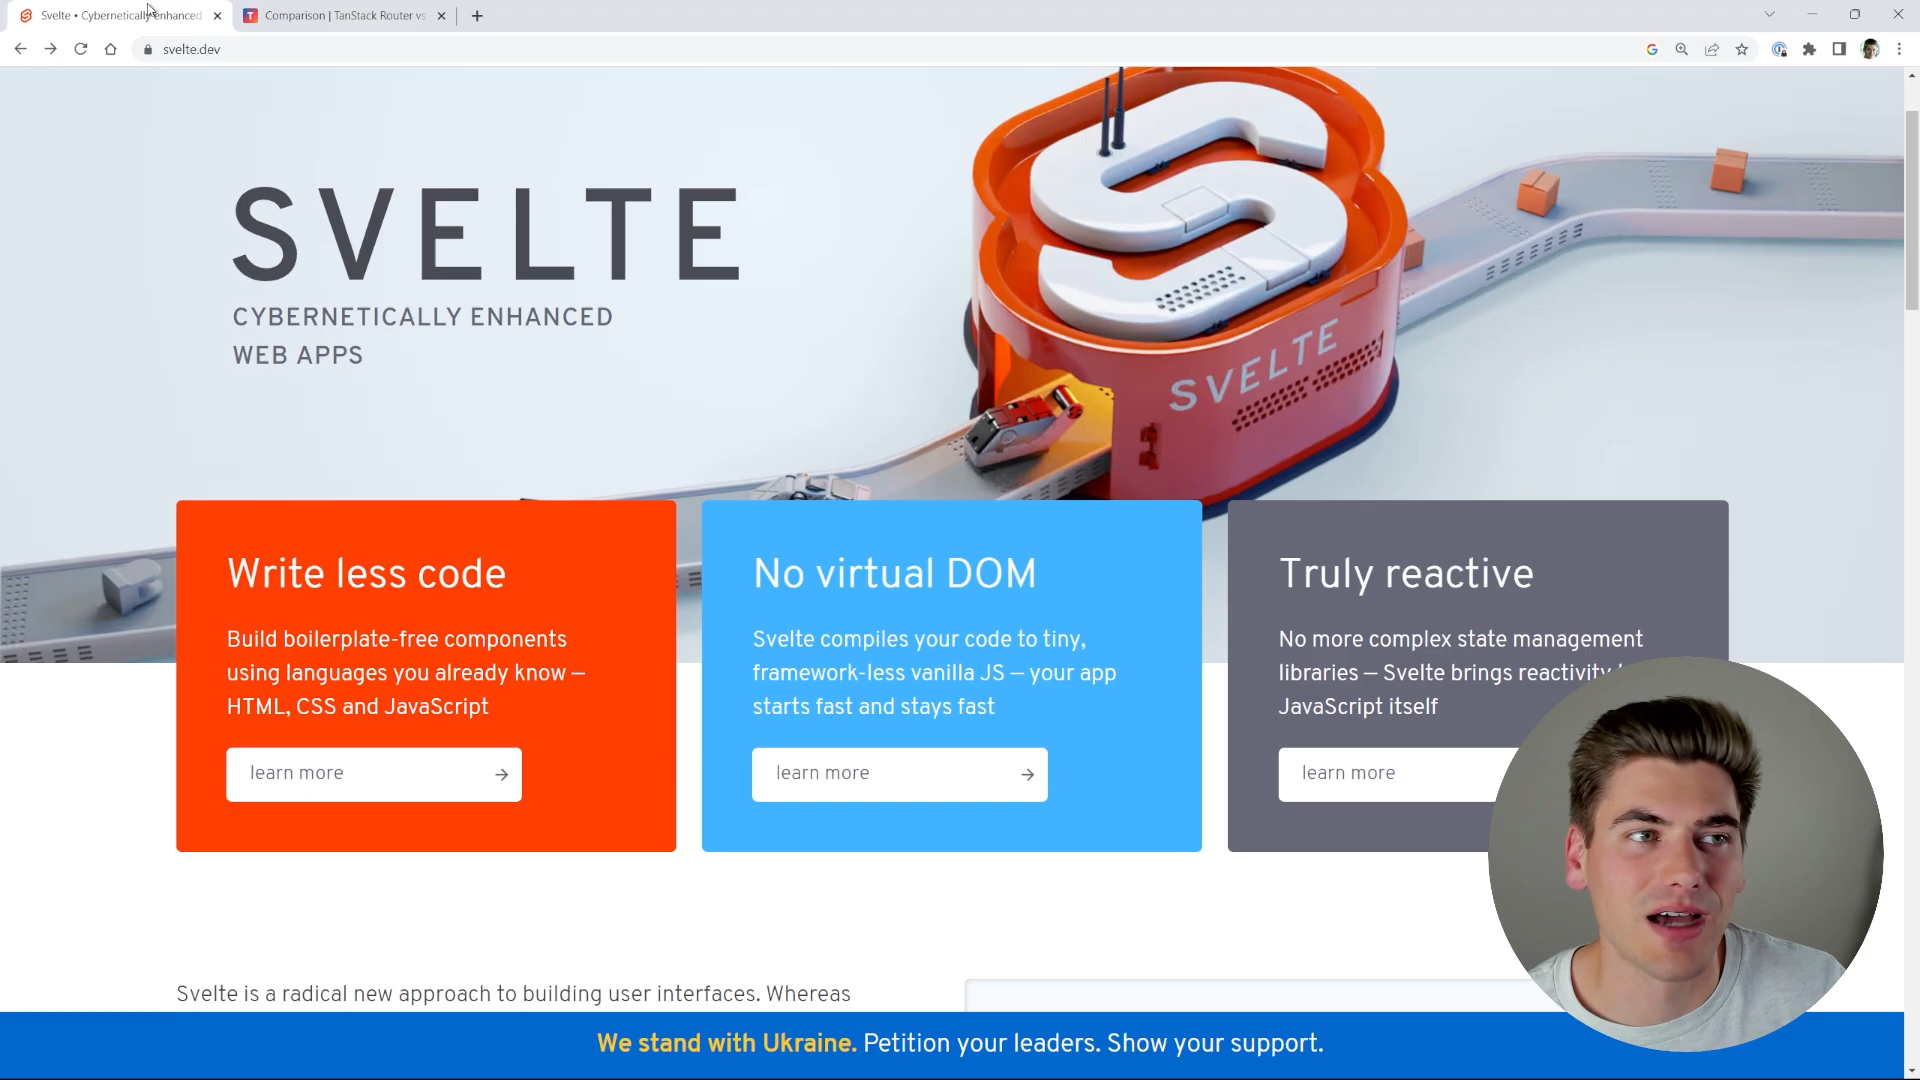 Svelte • Cybernetically enhanced
Comparison | TanStack Router vs
svelte.dev
SVELTE
CYBERNETICALLY ENHANCED
WEB APPS
SVELTE
Write less code
Build boilerplate-free components
using languages you already know —
HTML, CSS and JavaScript
learn more
No virtual DOM
Svelte compiles your code to tiny,
framework-less vanilla JS — your app
starts fast and stays fast
learn more
Truly reactive
No more complex state management
libraries — Svelte brings reactivity
JavaScript itself
learn more
Svelte is a radical new approach to building user interfaces. Whereas
We stand with Ukraine. Petition your leaders. Show your support.